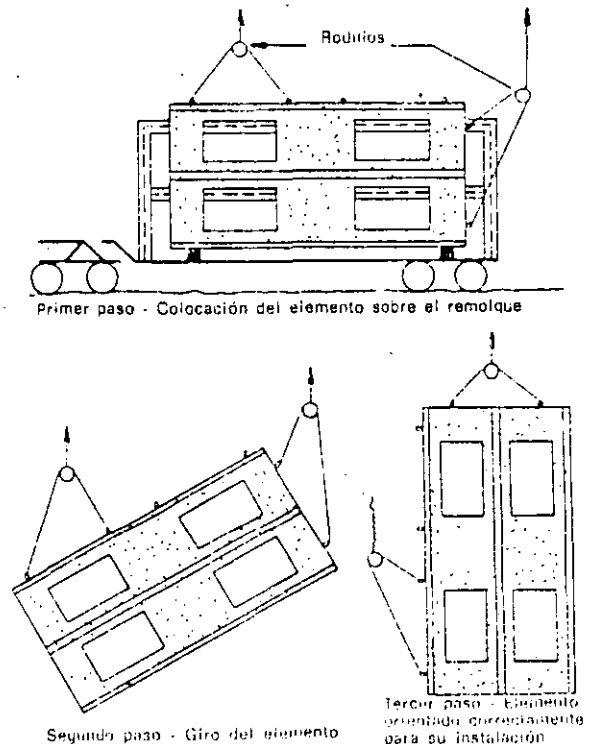 Rodillos
Primer paso - Colocación del elemento sobre el remolque
Segundo paso - Giro del elemento
Tercer paso - Elemento
orientado correctamente
para su instalación